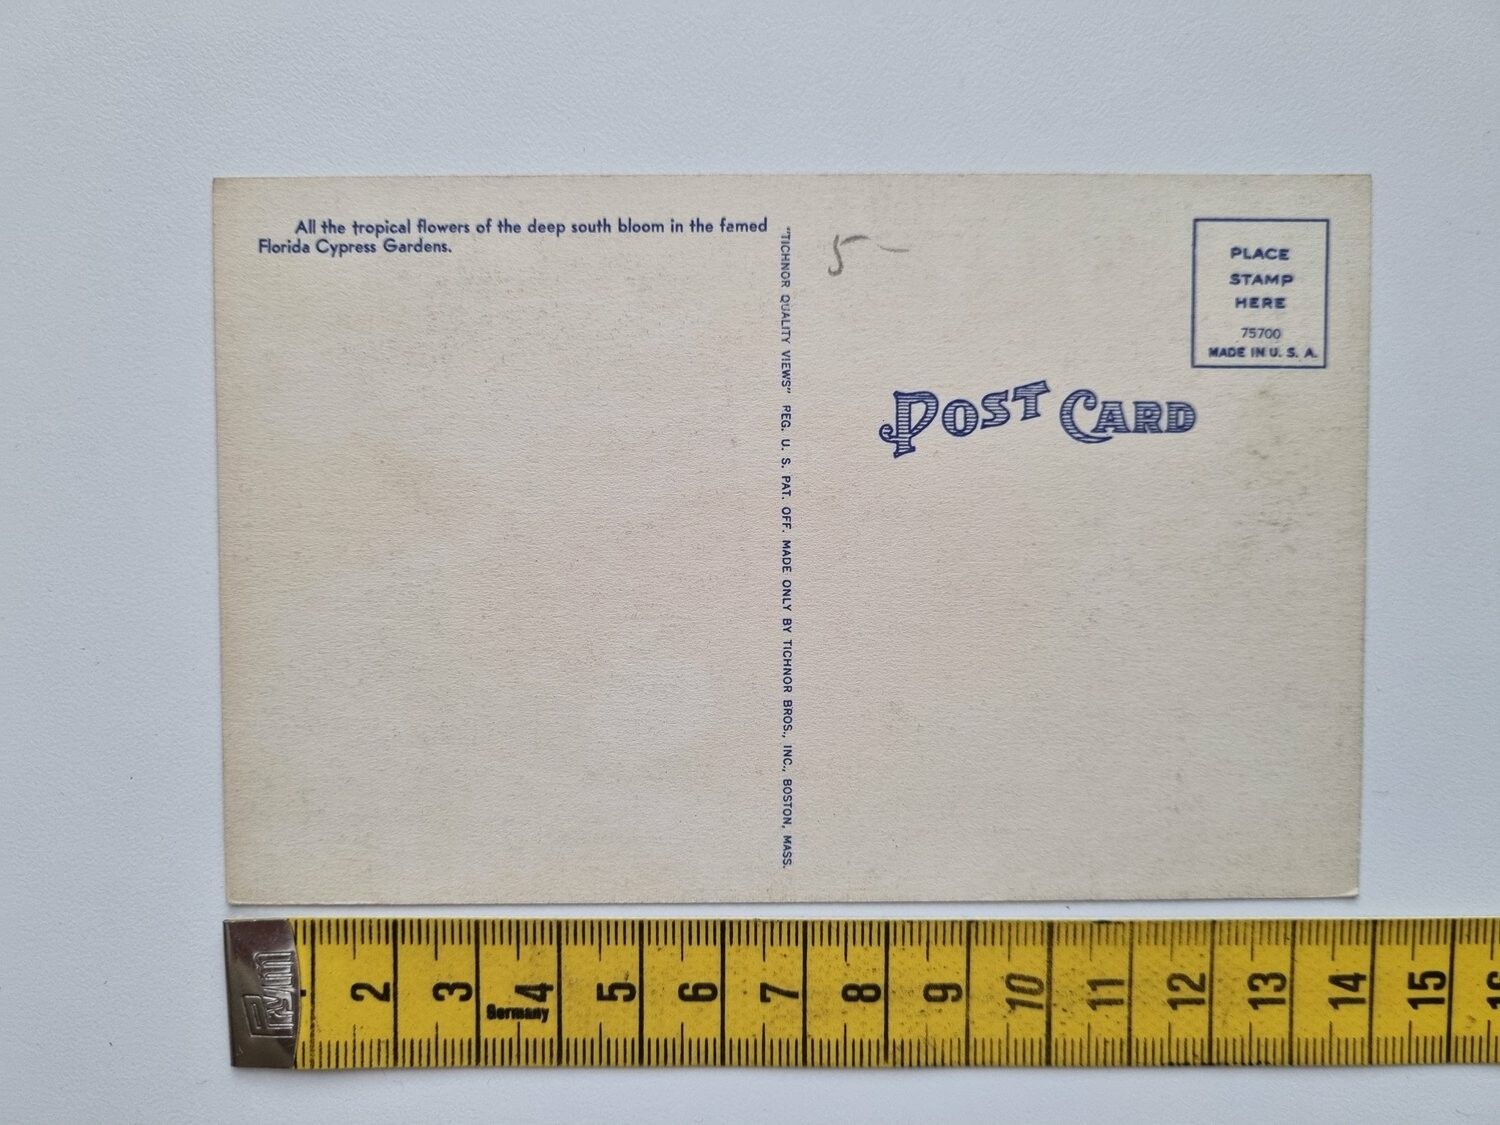 All the tropical flowers of the deep south bloom in the famed
Florida Cypress Gardens.
"TICHNOR QUALITY VIEWS" REG. U. S. PAT. OFF. MADE ONLY BY TICHNOR BROS., INC., BOSTON, MASS.
5 -
PLACE
STAMP
HERE
75700
MADE IN U. S. A.
POST CARD
Prym
2 3 4 5 6 7 8 9 10 11 12 13 14 15 16
Germany